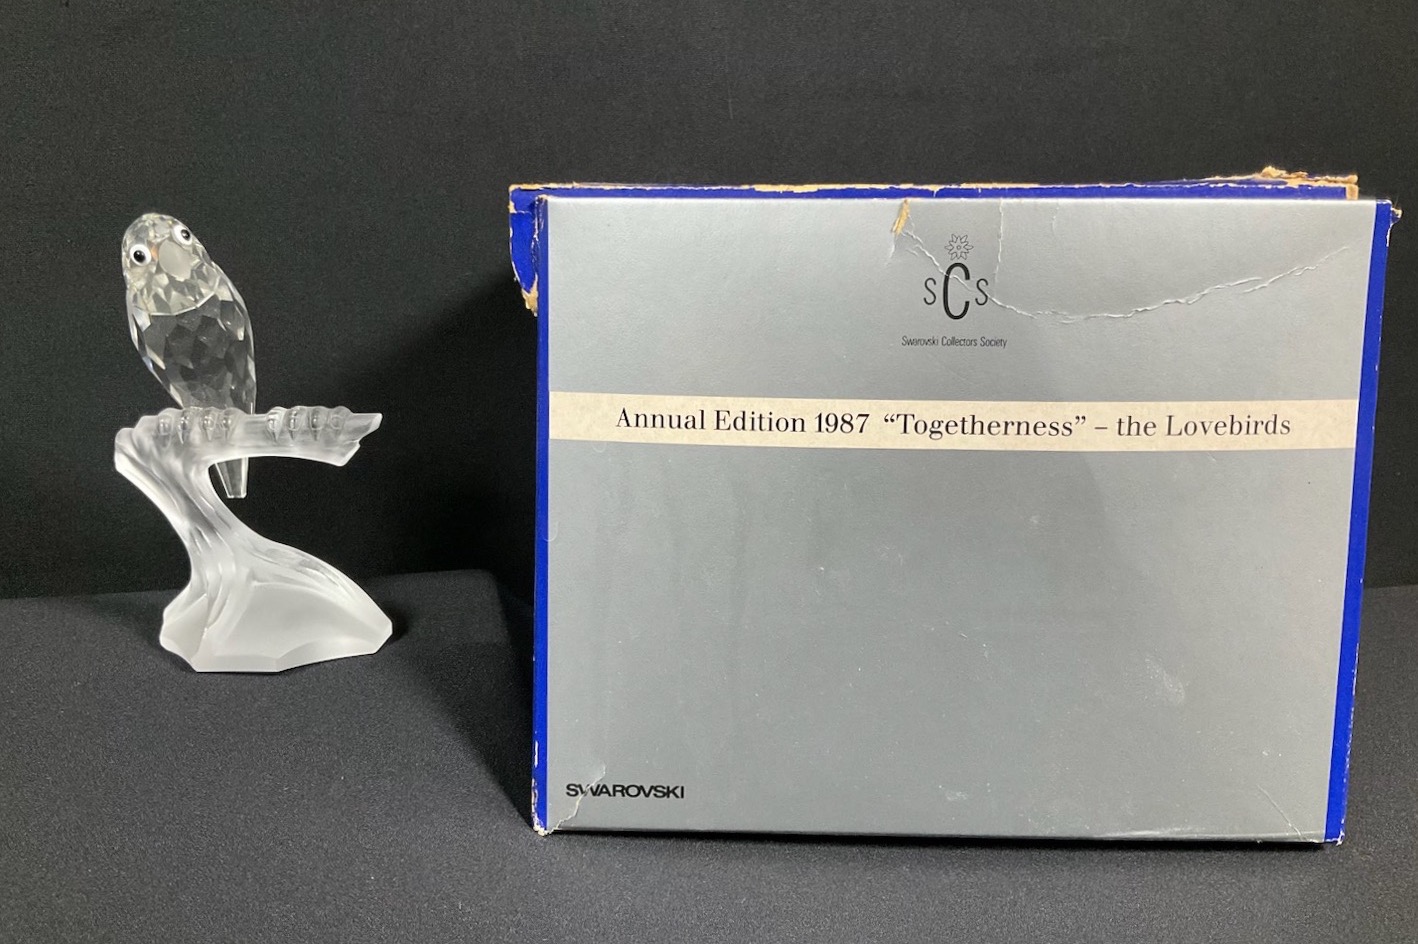 SCS
Swarovski Collectors Society
Annual Edition 1987 “Togetherness” – the Lovebirds
SWAROVSKI